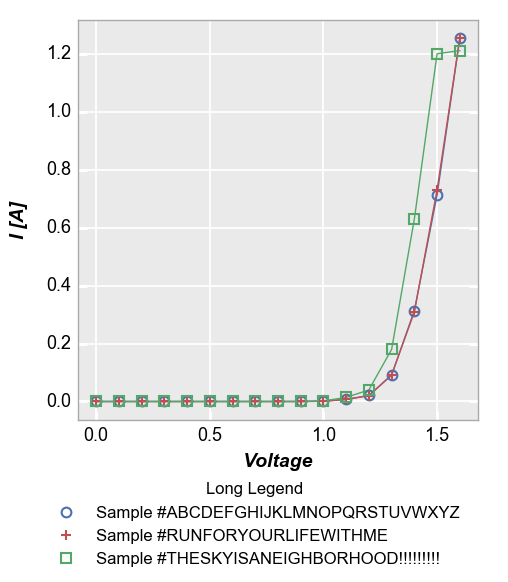 1.2
1.0
0.8
0.6
0.4
0.2
0.0
I [A]
0.0 0.5 1.0 1.5
Voltage
Long Legend
Sample #ABCDEFGHIJKLMNOPQRSTUVWXYZ
Sample #RUNFORYOURLIFEWITHME
Sample #THESKYISANEIGHBORHOOD!!!!!!!!!